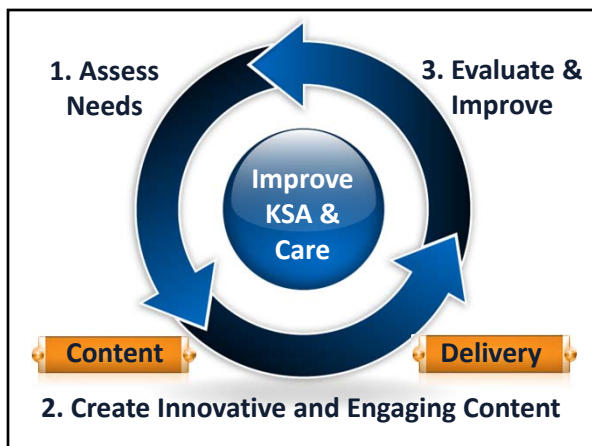 1. Assess
Needs
3. Evaluate &
Improve
Improve
KSA &
Care
Content
Delivery
2. Create Innovative and Engaging Content